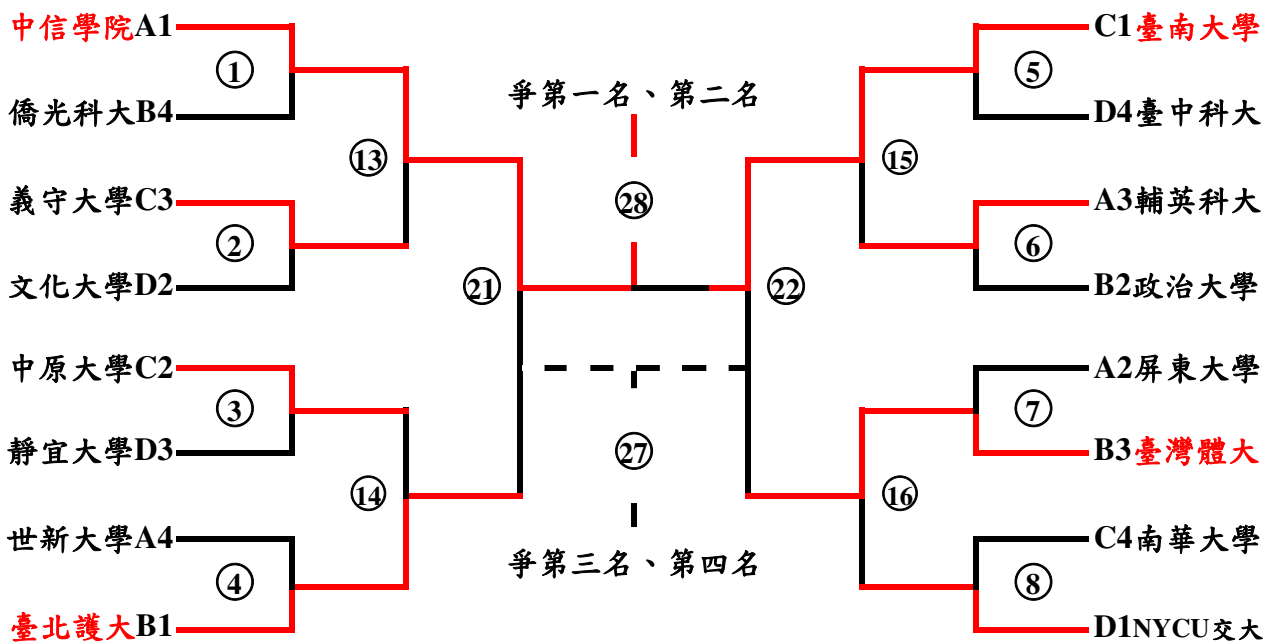 中信學院A1
①
僑光科大B4
⑬
義守大學C3
②
文化大學D2
㉑
中原大學C2
③
靜宜大學D3
⑭
世新大學A4
④
臺北護大B1
爭第一名、第二名
㉘
㉗
爭第三名、第四名
C1臺南大學
⑤
D4臺中科大
⑮
A3輔英科大
⑥
B2政治大學
㉒
A2屏東大學
⑦
B3臺灣體大
⑯
C4南華大學
⑧
D1NYCU交大